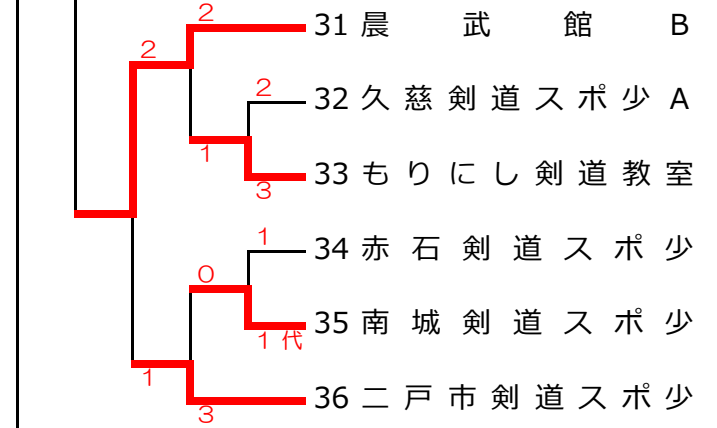 2
31 晨武館B
2
2
32 久慈剣道スポ少A
1
3
33 もりにし剣道教室
1
34 赤石剣道スポ少
0
35 南城剣道スポ少
1代
1
36 二戸市剣道スポ少
3